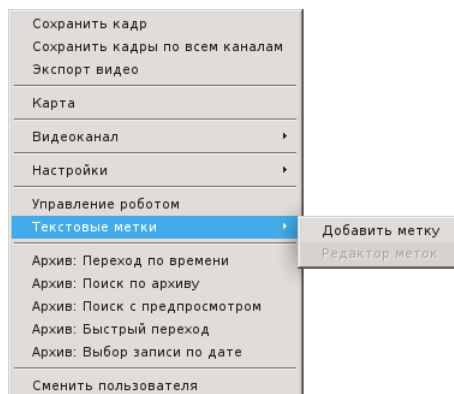 Сохранить кадр
Сохранить кадры по всем каналам
Экспорт видео
Карта
Видеоканал
Настройки
Управление роботом
Текстовые метки
Добавить метку
Редактор меток
Архив: Переход по времени
Архив: Поиск по архиву
Архив: Поиск с предпросмотром
Архив: Быстрый переход
Архив: Выбор записи по дате
Сменить пользователя